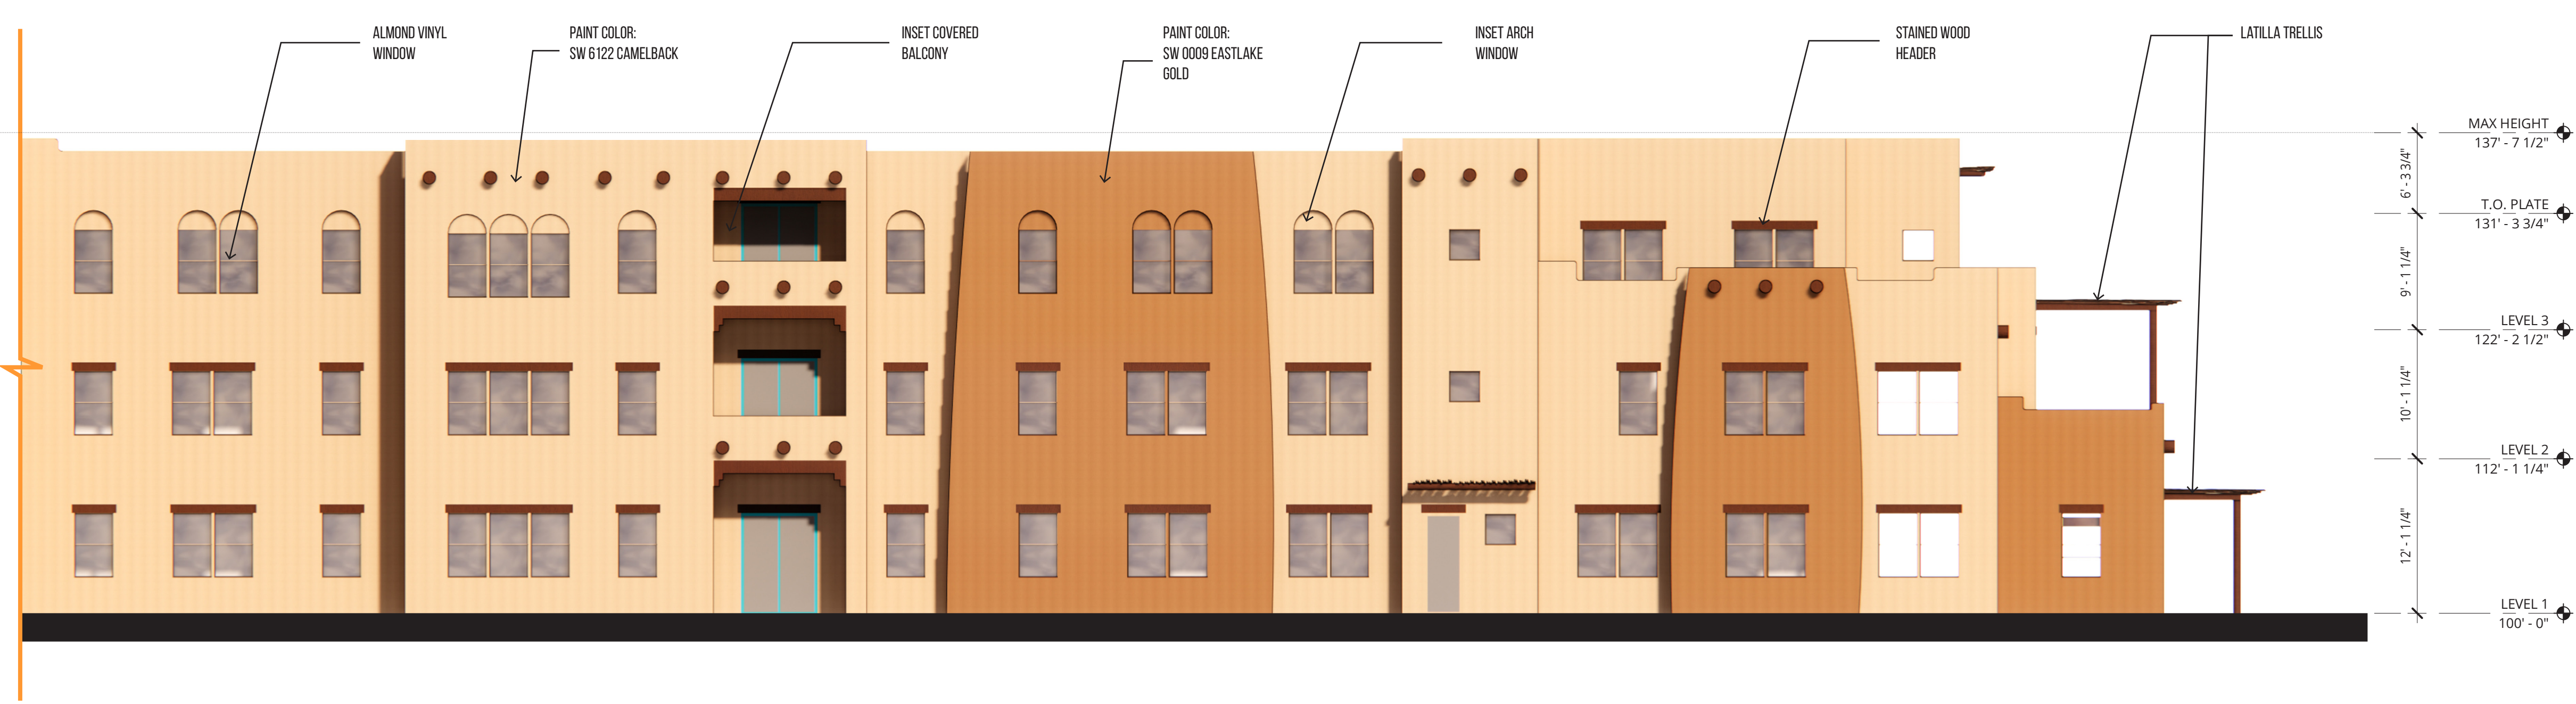 ALMOND VINYL
WINDOW
PAINT COLOR:
SW 6122 CAMELBACK
INSET COVERED
BALCONY
PAINT COLOR:
SW 0009 EASTLAKE
GOLD
INSET ARCH
WINDOW
STAINED WOOD
HEADER
LATILLA TRELLIS
MAX HEIGHT
137' - 7 1/2"
6' - 3 3/4"
T.O. PLATE
131' - 3 3/4"
9' - 1 1/4"
LEVEL 3
122' - 2 1/2"
10' - 1 1/4"
LEVEL 2
112' - 1 1/4"
12' - 1 1/4"
LEVEL 1
100' - 0"